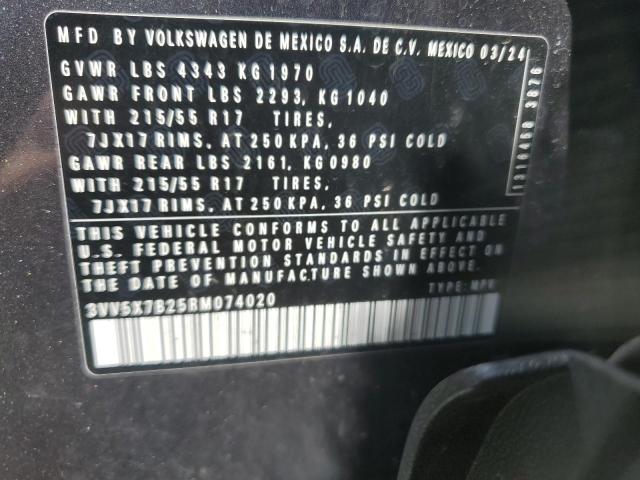 MFD BY VOLKSWAGEN DE MEXICO S.A. DE C.V. MEXICO 03/24
GVWR LBS 4343 KG 1970
GAWR FRONT LBS 2293, KG 1040
WITH 215/55 R17 TIRES,
7JX17 RIMS, AT 250 KPA, 36 PSI COLD
GAWR REAR LBS 2161, KG 0980
WITH 215/55 R17 TIRES,
7JX17 RIMS, AT 250 KPA, 36 PSI COLD
THIS VEHICLE CONFORMS TO ALL APPLICABLE
U.S. FEDERAL MOTOR VEHICLE SAFETY AND
THEFT PREVENTION STANDARDS IN EFFECT ON
THE DATE OF MANUFACTURE SHOWN ABOVE.
3VV5X7B25RM074020 TYPE: MPV
1316468 3076